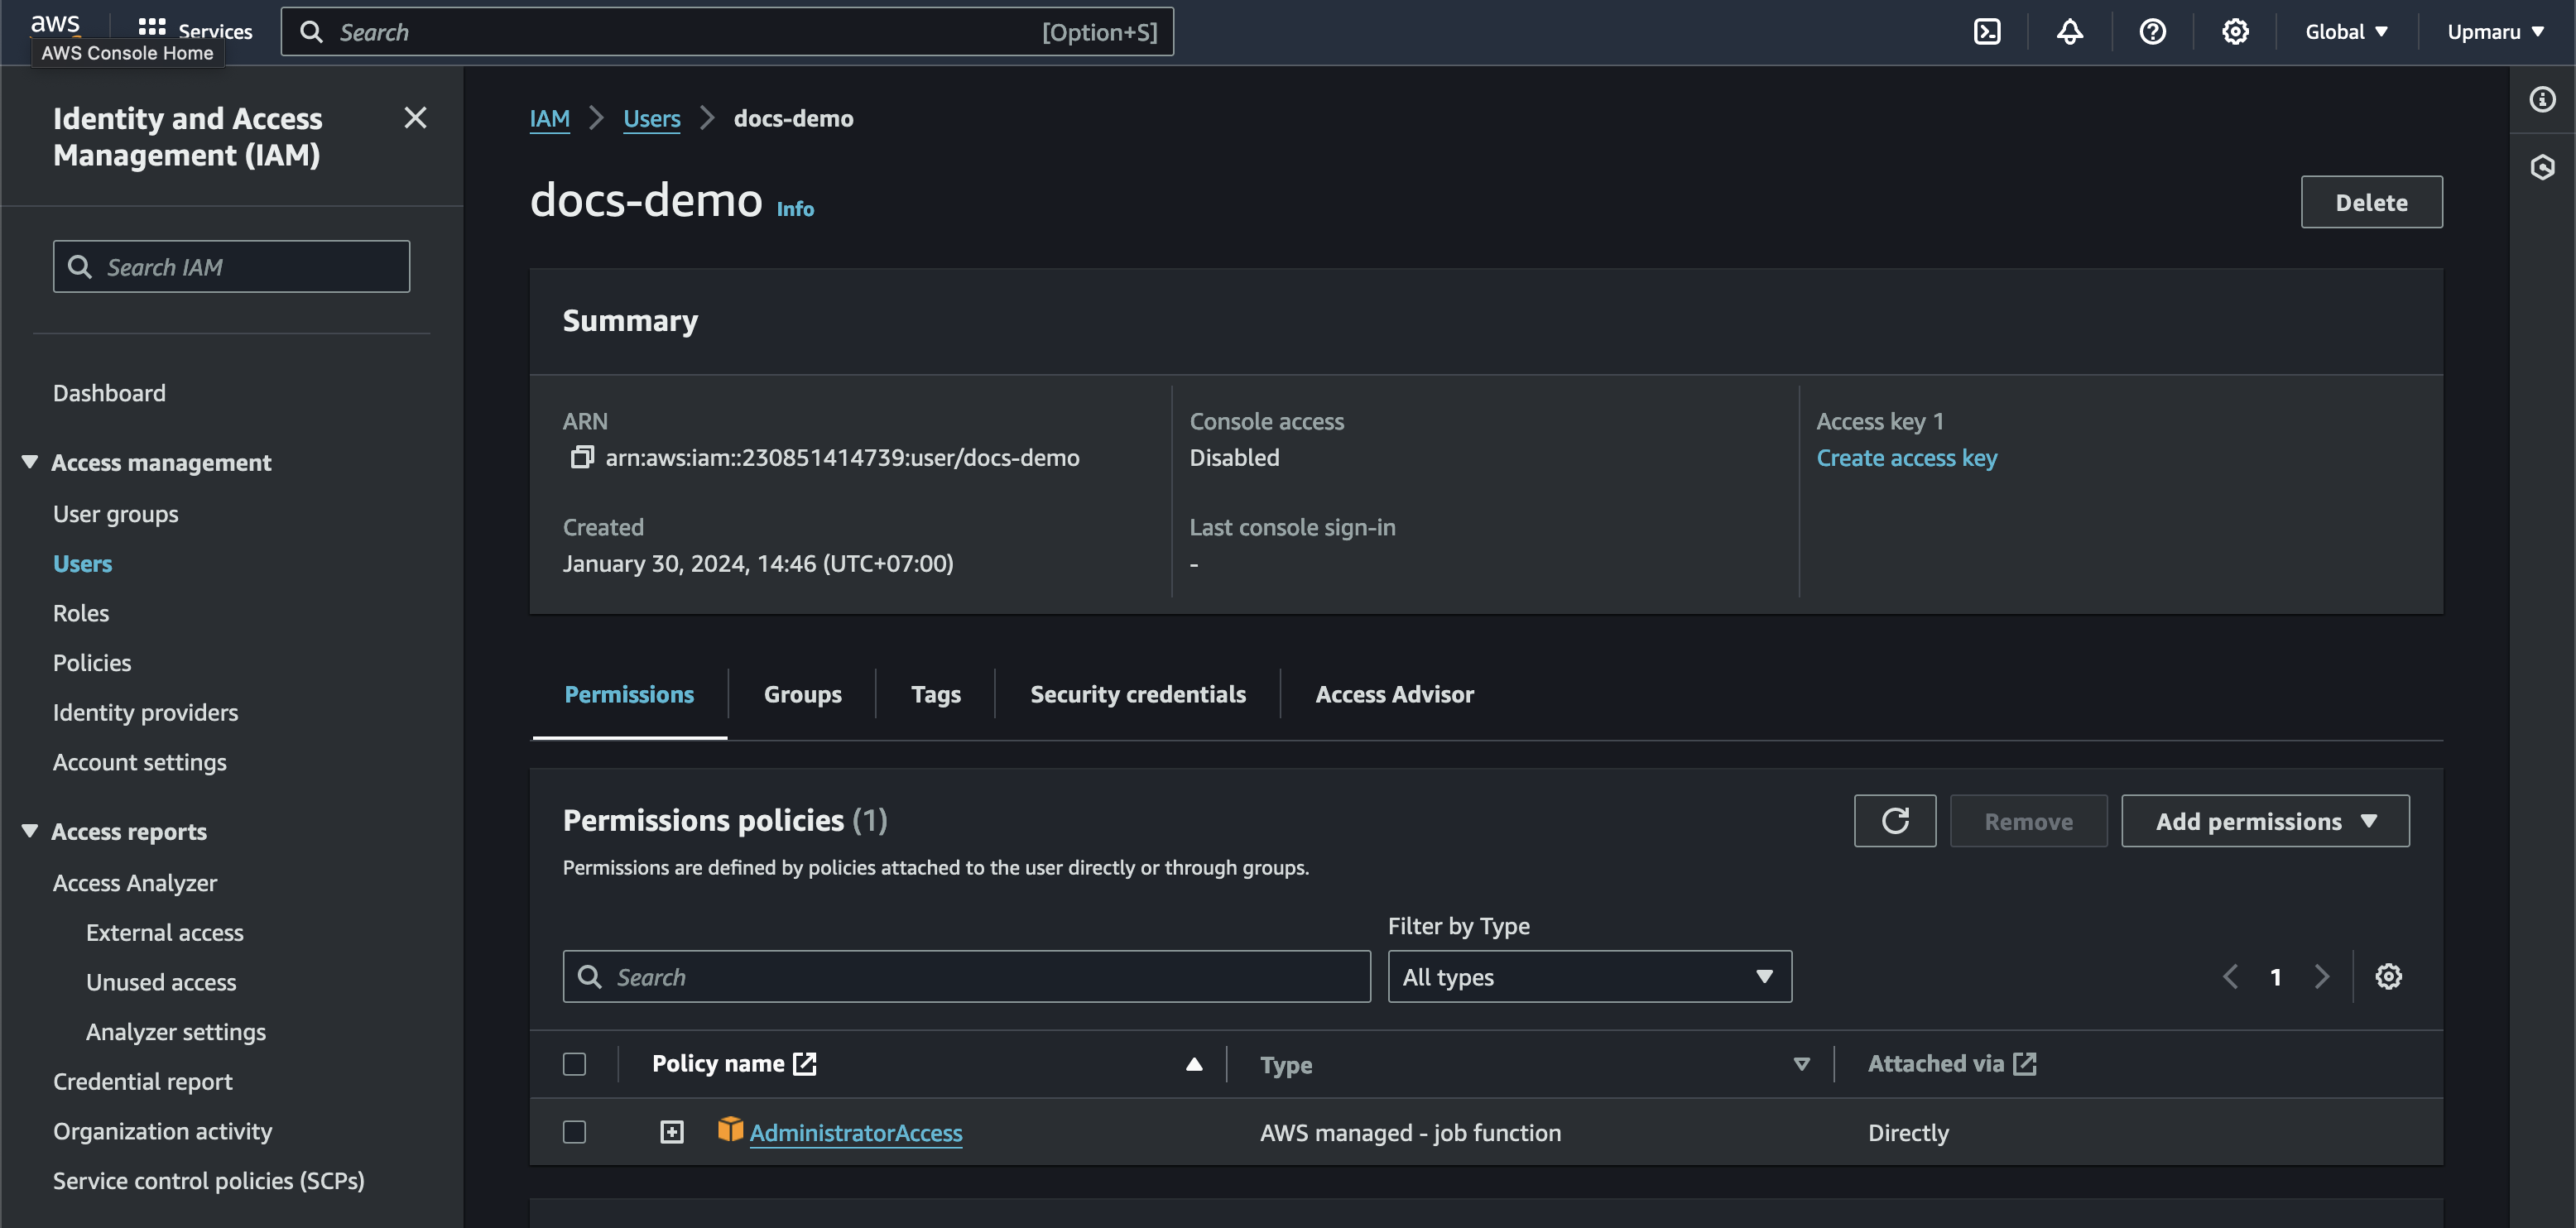 aws
Services
Search
[Option+S]
Global
Upmaru
AWS Console Home
Identity and Access
Management (IAM)
Search IAM
Dashboard
Access management
User groups
Users
Roles
Policies
Identity providers
Account settings
Access reports
Access Analyzer
External access
Unused access
Analyzer settings
Credential report
Organization activity
Service control policies (SCPs)
IAM
Users
docs-demo
docs-demo
Info
Delete
Summary
ARN
arn:aws:iam::230851414739:user/docs-demo
Console access
Disabled
Access key 1
Create access key
Created
January 30, 2024, 14:46 (UTC+07:00)
Last console sign-in
-
Permissions
Groups
Tags
Security credentials
Access Advisor
Permissions policies (1)
Remove
Add permissions
Permissions are defined by policies attached to the user directly or through groups.
Filter by Type
Search
All types
1
Policy name
Type
Attached via
AdministratorAccess
AWS managed - job function
Directly